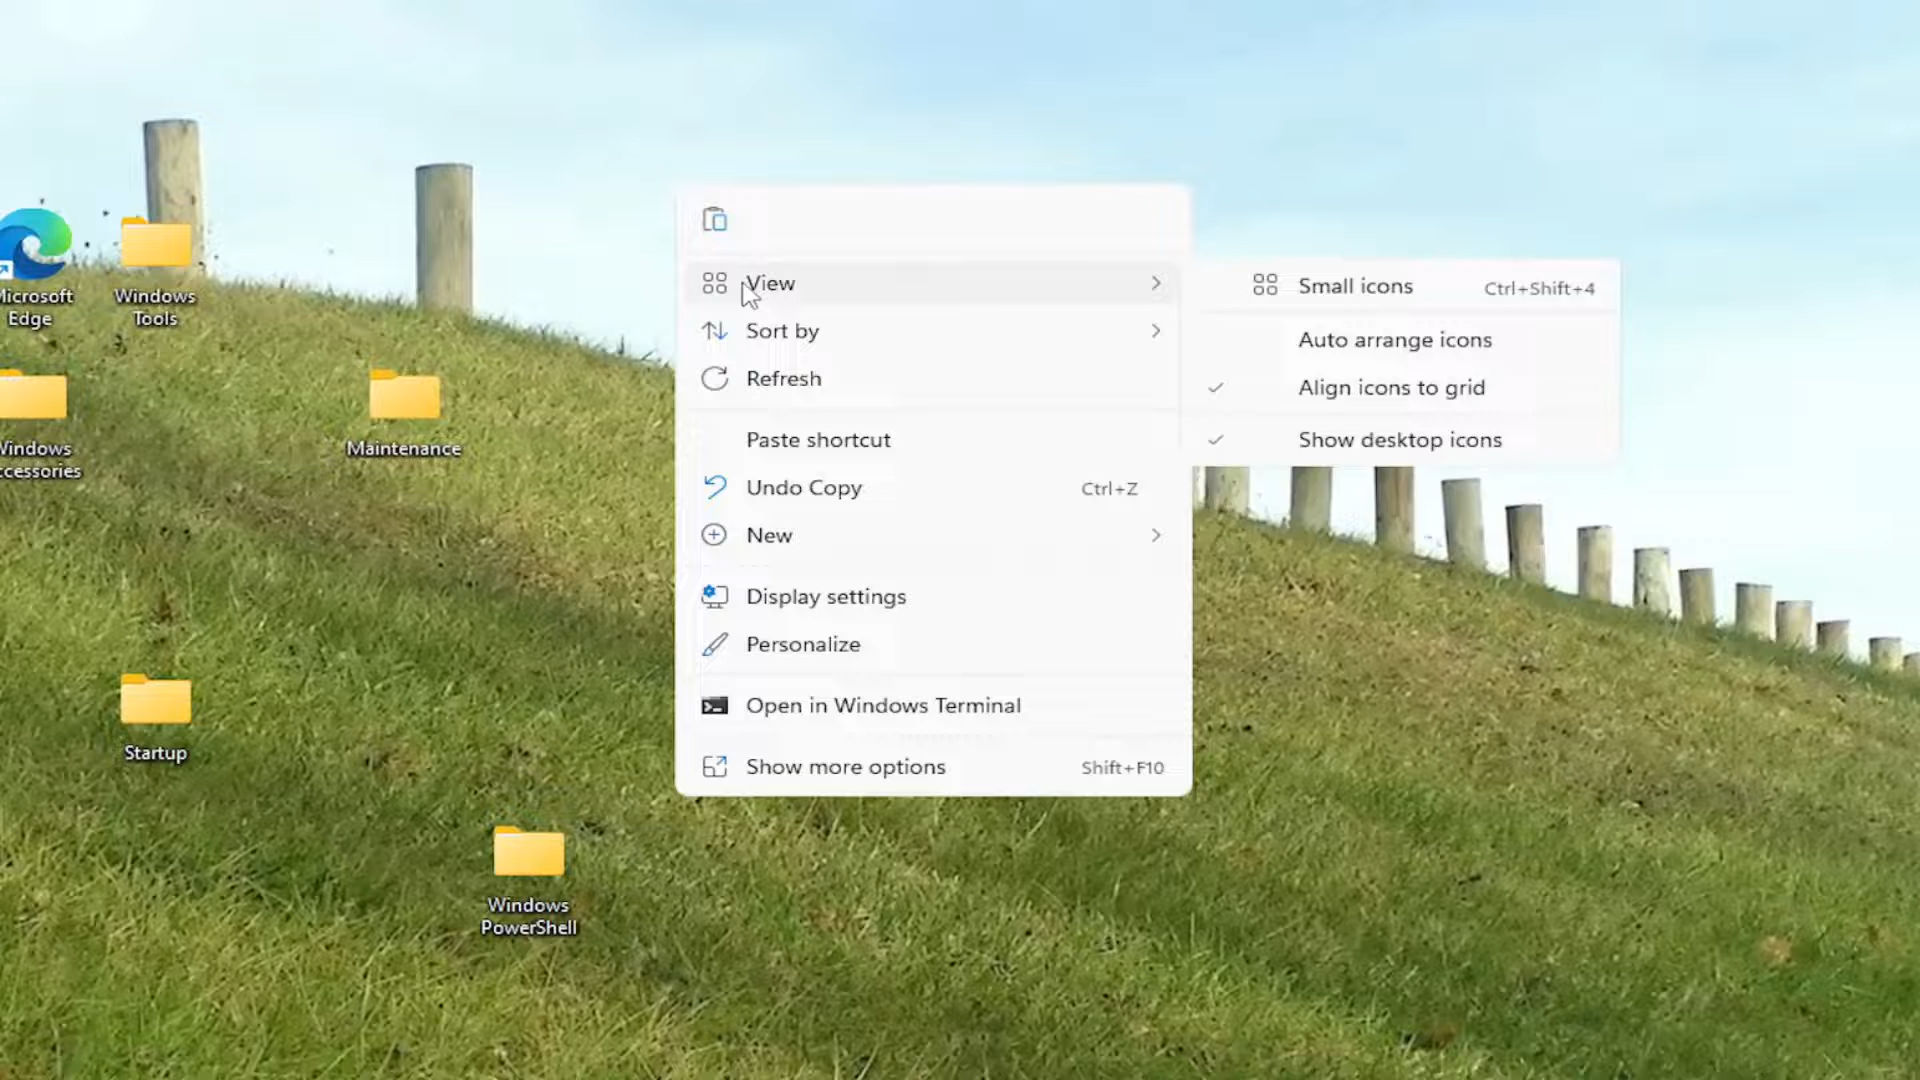 Microsoft
Edge
Windows
Tools
Windows
Accessories
Maintenance
Startup
Windows
PowerShell
View
Sort by
Refresh
Paste shortcut
Undo Copy Ctrl+Z
New
Display settings
Personalize
Open in Windows Terminal
Show more options Shift+F10
Small icons Ctrl+Shift+4
Auto arrange icons
Align icons to grid
Show desktop icons